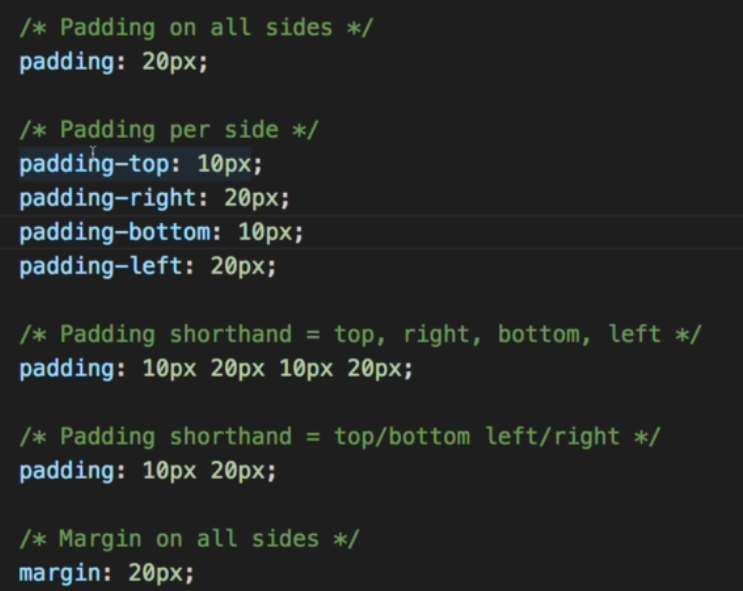 /* Padding on all sides */
padding: 20px;
/* Padding per side */
padding-top: 10px;
padding-right: 20px;
padding-bottom: 10px;
padding-left: 20px;
/* Padding shorthand = top, right, bottom, left */
padding: 10px 20px 10px 20px;
/* Padding shorthand = top/bottom left/right */
padding: 10px 20px;
/* Margin on all sides */
margin: 20px;